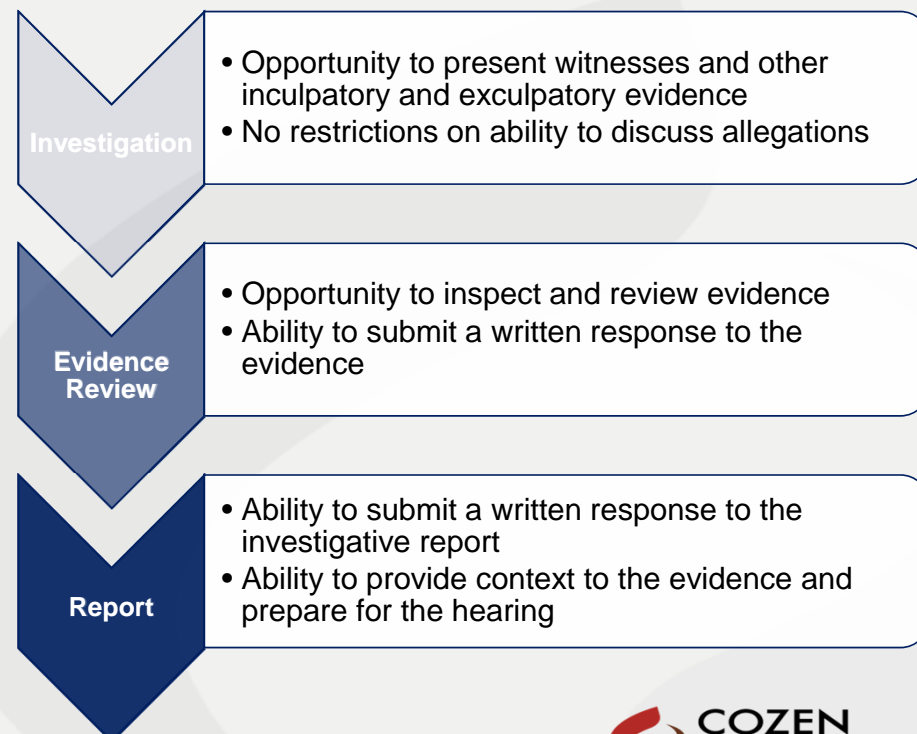 Investigation
• Opportunity to present witnesses and other
inculpatory and exculpatory evidence
• No restrictions on ability to discuss allegations
Evidence
Review
• Opportunity to inspect and review evidence
• Ability to submit a written response to the
evidence
Report
• Ability to submit a written response to the
investigative report
• Ability to provide context to the evidence and
prepare for the hearing
COZEN